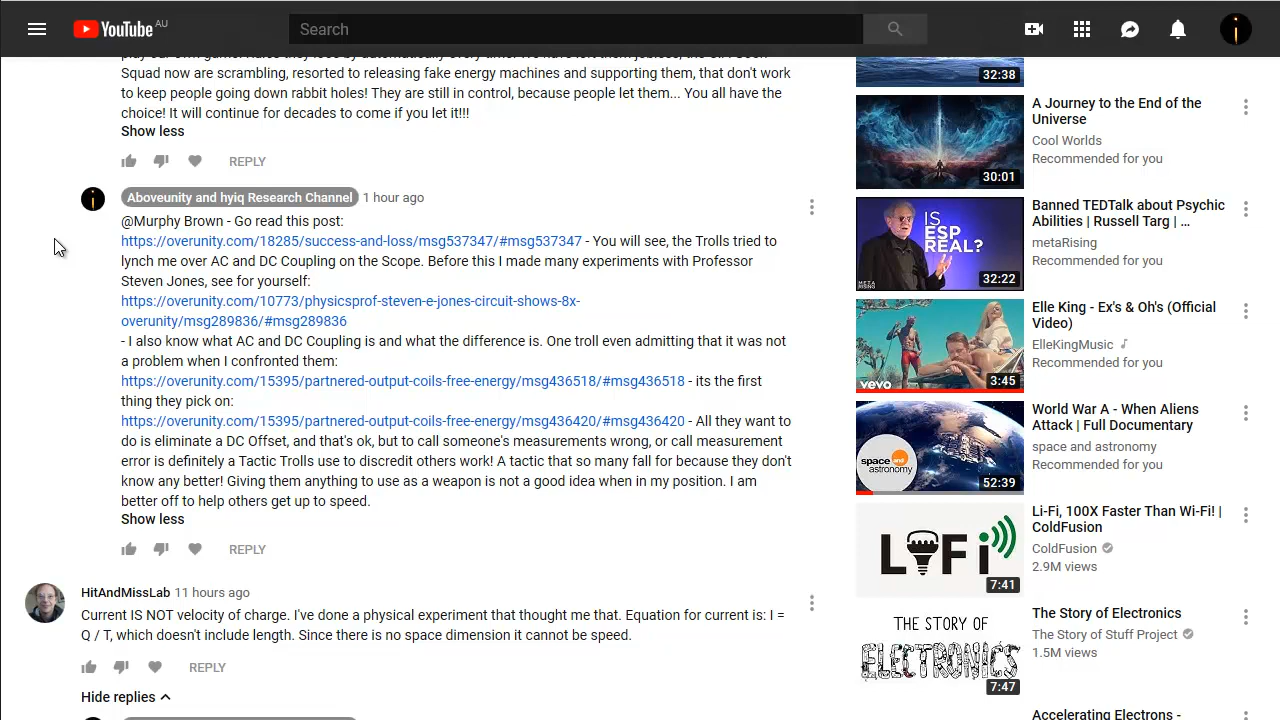 YouTube AU
Search
Squad now are scrambling, resorted to releasing fake energy machines and supporting them, that don't work
to keep people going down rabbit holes! They are still in control, because people let them... You all have the
choice! It will continue for decades to come if you let it!!!
Show less
REPLY
Aboveunity and hyiq Research Channel 1 hour ago
@Murphy Brown - Go read this post:
https://overunity.com/18285/success-and-loss/msg537347/#msg537347 - You will see, the Trolls tried to
lynch me over AC and DC Coupling on the Scope. Before this I made many experiments with Professor
Steven Jones, see for yourself:
https://overunity.com/10773/physicsprof-steven-e-jones-circuit-shows-8x-
overunity/msg289836/#msg289836
- I also know what AC and DC Coupling is and what the difference is. One troll even admitting that it was not
a problem when I confronted them:
https://overunity.com/15395/partnered-output-coils-free-energy/msg436518/#msg436518 - its the first
thing they pick on:
https://overunity.com/15395/partnered-output-coils-free-energy/msg436420/#msg436420 - All they want to
do is eliminate a DC Offset, and that's ok, but to call someone's measurements wrong, or call measurement
error is definitely a Tactic Trolls use to discredit others work! A tactic that so many fall for because they don't
know any better! Giving them anything to use as a weapon is not a good idea when in my position. I am
better off to help others get up to speed.
Show less
REPLY
HitAndMissLab 11 hours ago
Current IS NOT velocity of charge. I've done a physical experiment that thought me that. Equation for current is: I =
Q / T, which doesn't include length. Since there is no space dimension it cannot be speed.
REPLY
Hide replies
32:38
30:01
A Journey to the End of the
Universe
Cool Worlds
Recommended for you
IS
ESP
REAL?
META
RISING
32:22
Banned TEDTalk about Psychic
Abilities | Russell Targ | ...
metaRising
Recommended for you
vevo
3:45
Elle King - Ex's & Oh's (Official
Video)
ElleKingMusic
Recommended for you
space and
astronomy
52:39
World War A - When Aliens
Attack | Full Documentary
space and astronomy
Recommended for you
LiFi
7:41
Li-Fi, 100X Faster Than Wi-Fi! |
ColdFusion
ColdFusion
2.9M views
THE STORY OF
ELECTRONICS
7:47
The Story of Electronics
The Story of Stuff Project
1.5M views
Accelerating Electrons -